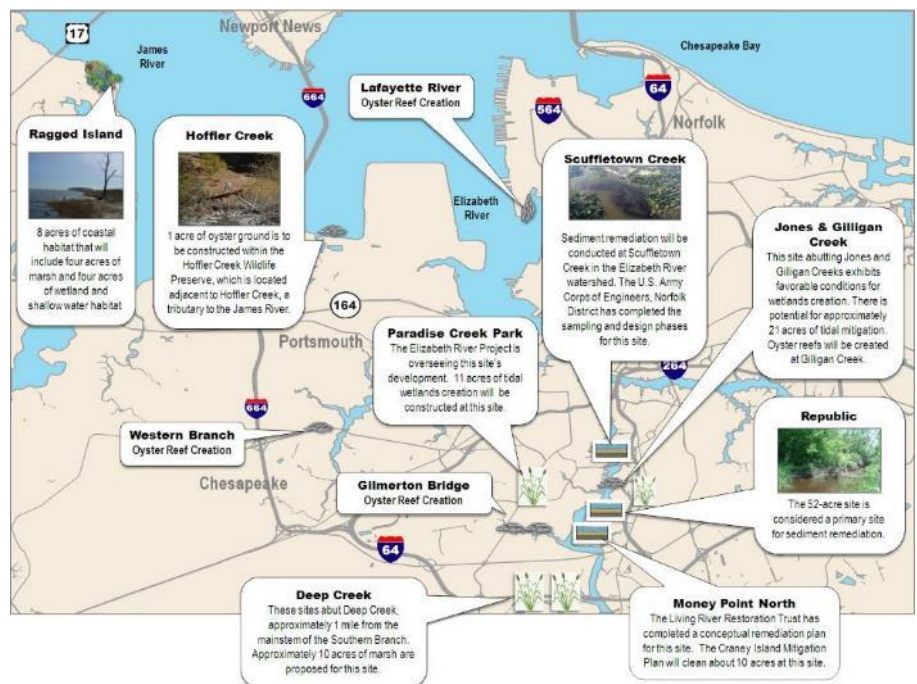 Newport News
17
James
River
Chesapeake Bay
664
Lafayette River
Oyster Reef Creation
564
64
Norfolk
Ragged Island
8 acres of coastal
habitat that will
include four acres of
marsh and four acres
of wetland and
shallow water habitat
Hoffler Creek
1 acre of oyster ground is to
be constructed within the
Hoffler Creek Wildlife
Preserve, which is located
adjacent to Hoffler Creek, a
tributary to the James River.
Elizabeth
River
Scuffletown Creek
Sediment remediation will be
conducted at Scuffletown
Creek in the Elizabeth River
watershed. The U.S. Army
Corps of Engineers, Norfolk
District has completed the
sampling and design phases
for this site.
Jones & Gilligan
Creek
This site abutting Jones and
Gilligan Creeks exhibits
favorable conditions for
wetlands creation. There is
potential for approximately
21 acres of tidal mitigation.
Oyster reefs will be created
at Gilligan Creek.
164
Portsmouth
Paradise Creek Park
The Elizabeth River Project is
overseeing this site's
development. 11 acres of tidal
wetlands creation will be
constructed at this site.
264
664
Western Branch
Oyster Reef Creation
Chesapeake
Gilmerton Bridge
Oyster Reef Creation
Republic
The 52-acre site is
considered a primary site
for sediment remediation.
64
Deep Creek
These sites abut Deep Creek,
approximately 1 mile from the
mainstem of the Southern Branch.
Approximately 10 acres of marsh are
proposed for this site.
Money Point North
The Living River Restoration Trust has
completed a conceptual remediation plan
for this site. The Craney Island Mitigation
Plan will clean about 10 acres at this site.